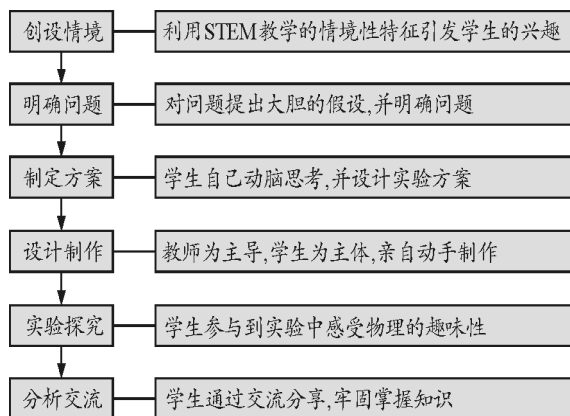 创设情境
利用STEM教学的情境性特征引发学生的兴趣
明确问题
对问题提出大胆的假设,并明确问题
制定方案
学生自己动脑思考,并设计实验方案
设计制作
教师为主导,学生为主体,亲自动手制作
实验探究
学生参与到实验中感受物理的趣味性
分析交流
学生通过交流分享,牢固掌握知识